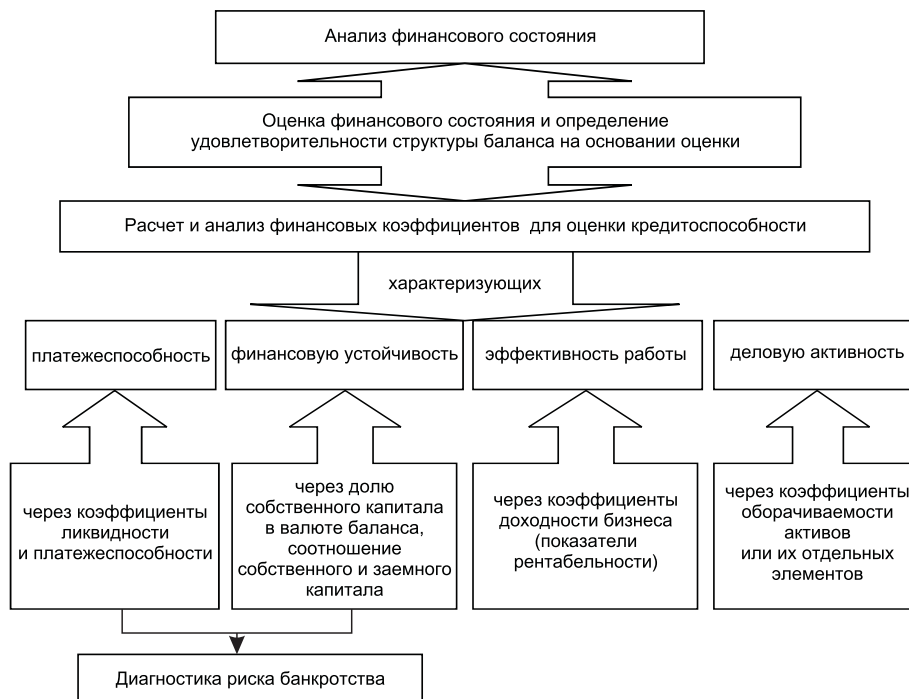 Анализ финансового состояния
Оценка финансового состояния и определение
удовлетворительности структуры баланса на основании оценки
Расчет и анализ финансовых коэффициентов для оценки кредитоспособности
характеризующих
платежеспособность
финансовую устойчивость
эффективность работы
деловую активность
через коэффициенты
ликвидности
и платежеспособности
через долю
собственного капитала
в валюте баланса,
соотношение
собственного и заемного
капитала
через коэффициенты
доходности бизнеса
(показатели
рентабельности)
через коэффициенты
оборачиваемости
активов
или их отдельных
элементов
Диагностика риска банкротства